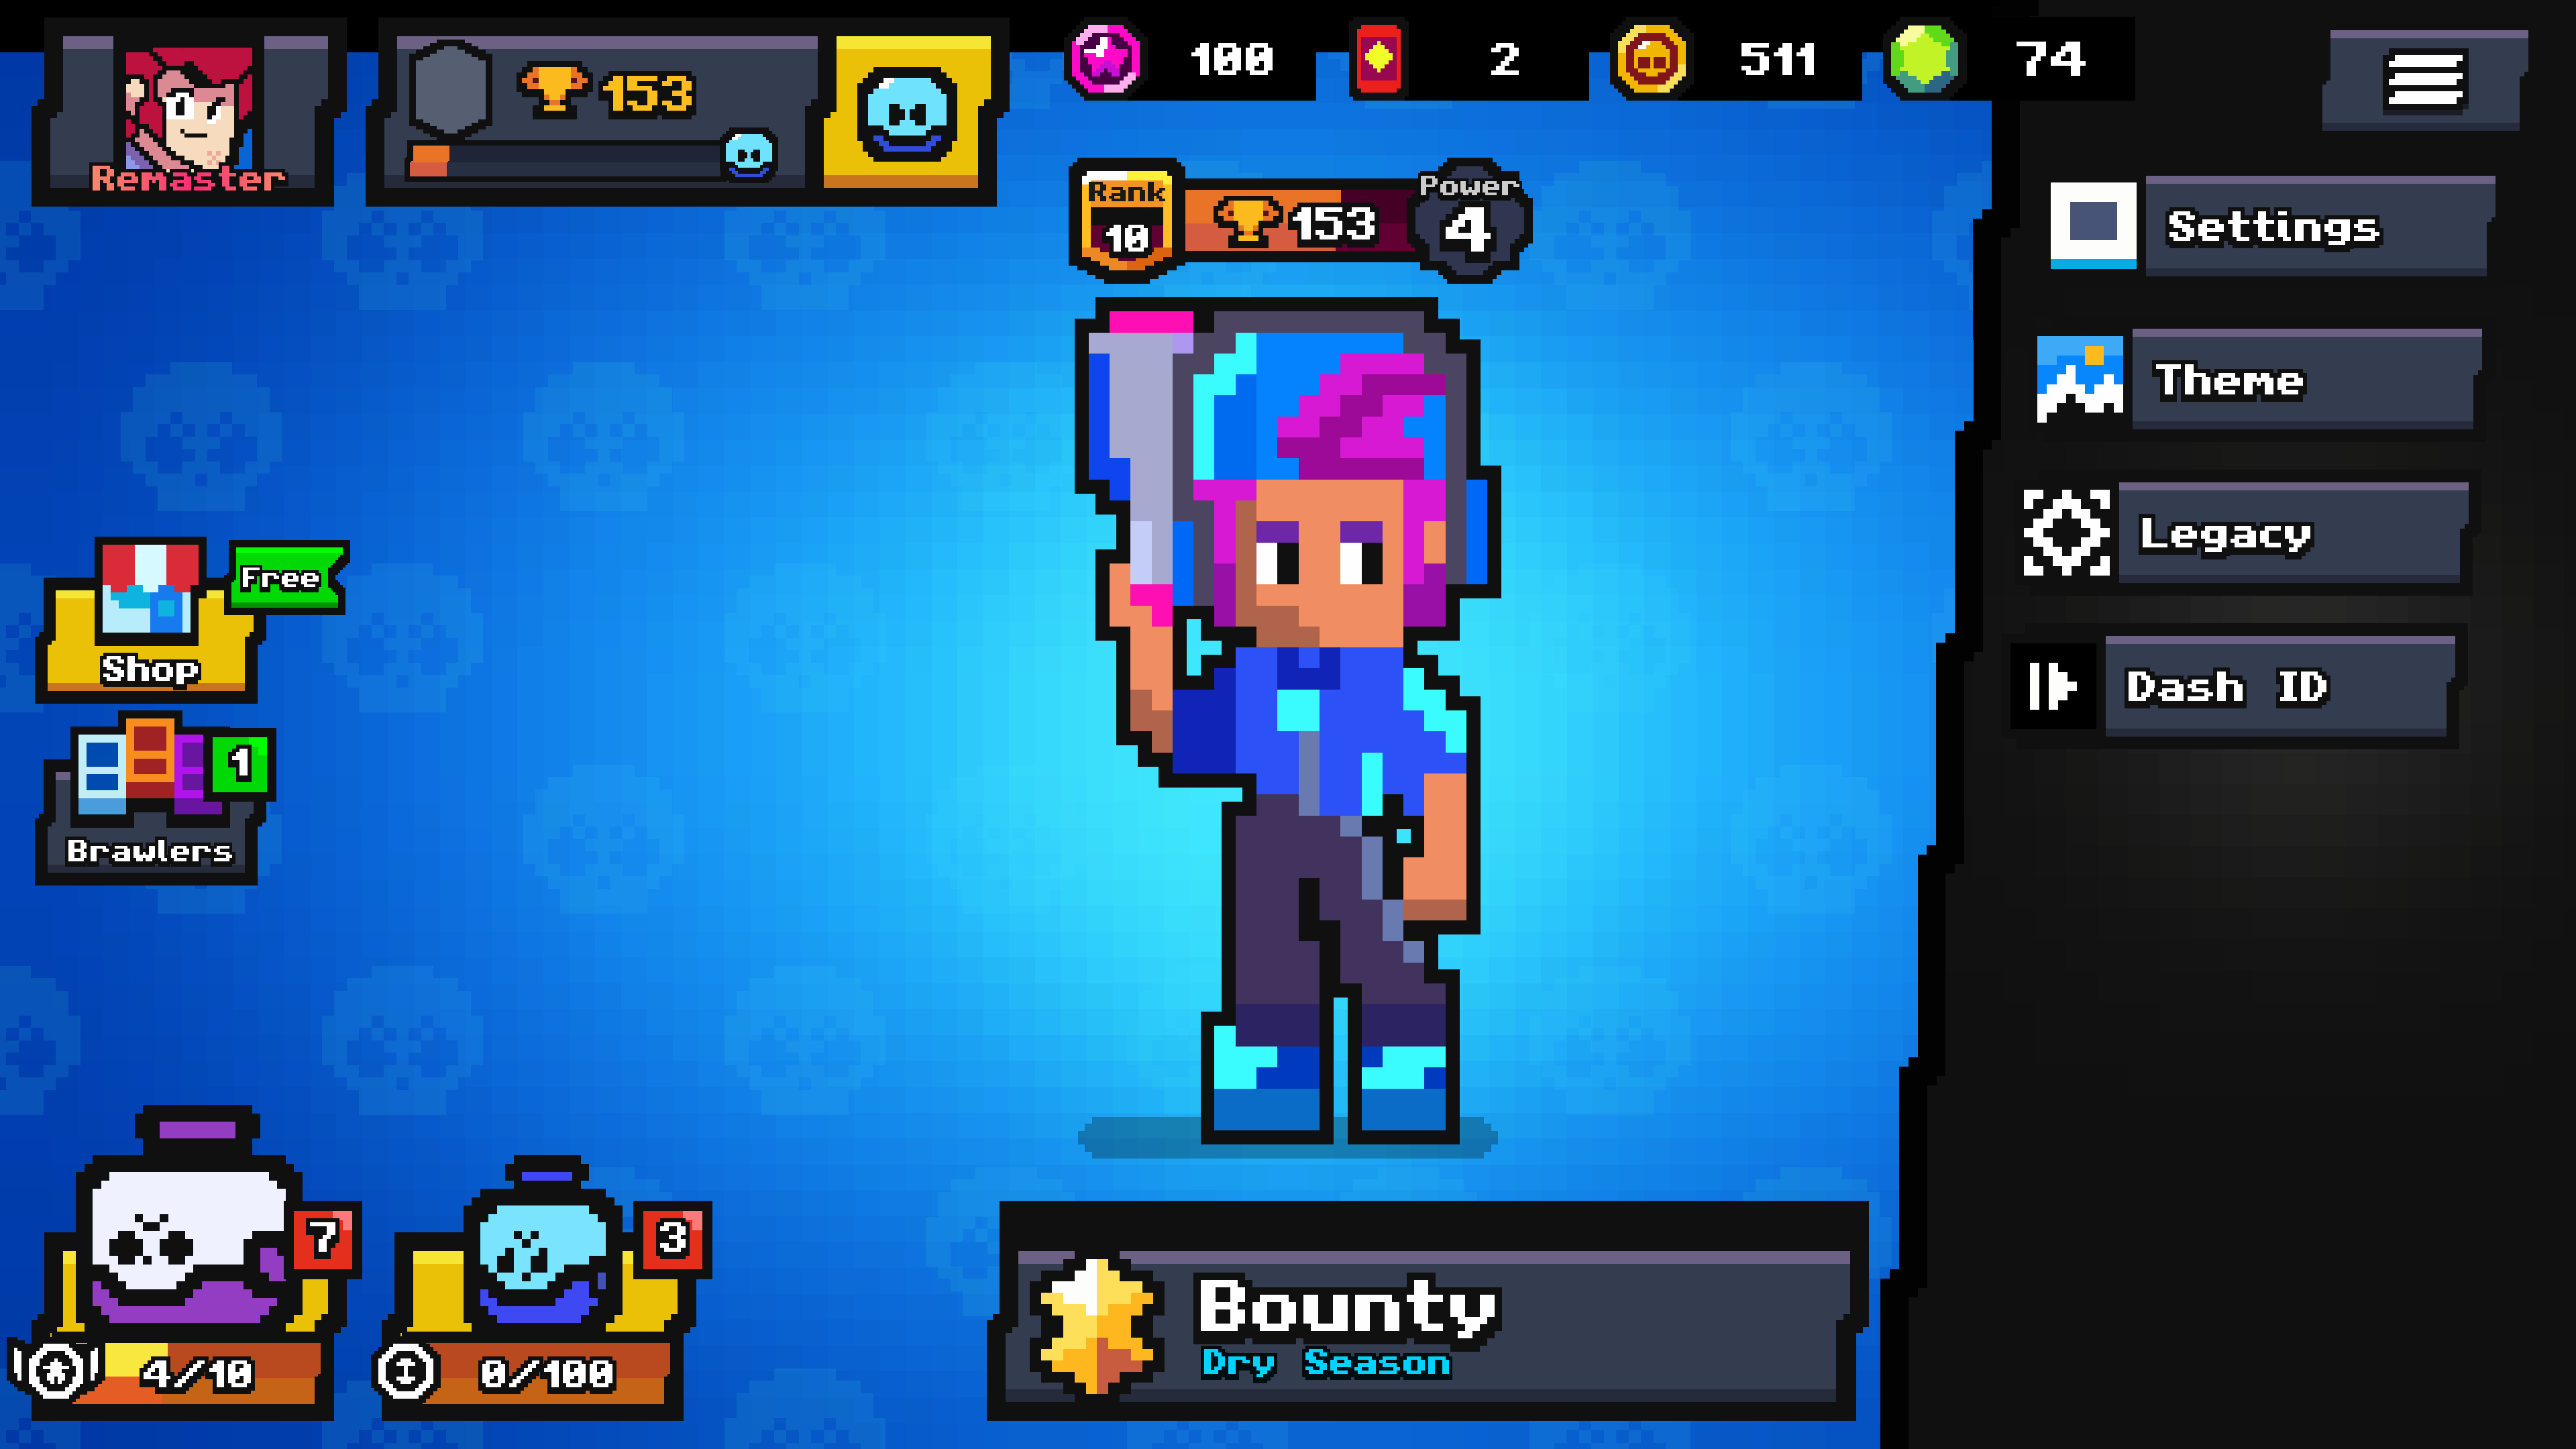 Remaster
153
100
2
511
74
Rank
10
153
Power
4
Settings
Theme
Legacy
Dash ID
Free
Shop
1
Brawlers
7
4/10
3
0/100
Bounty
Dry Season